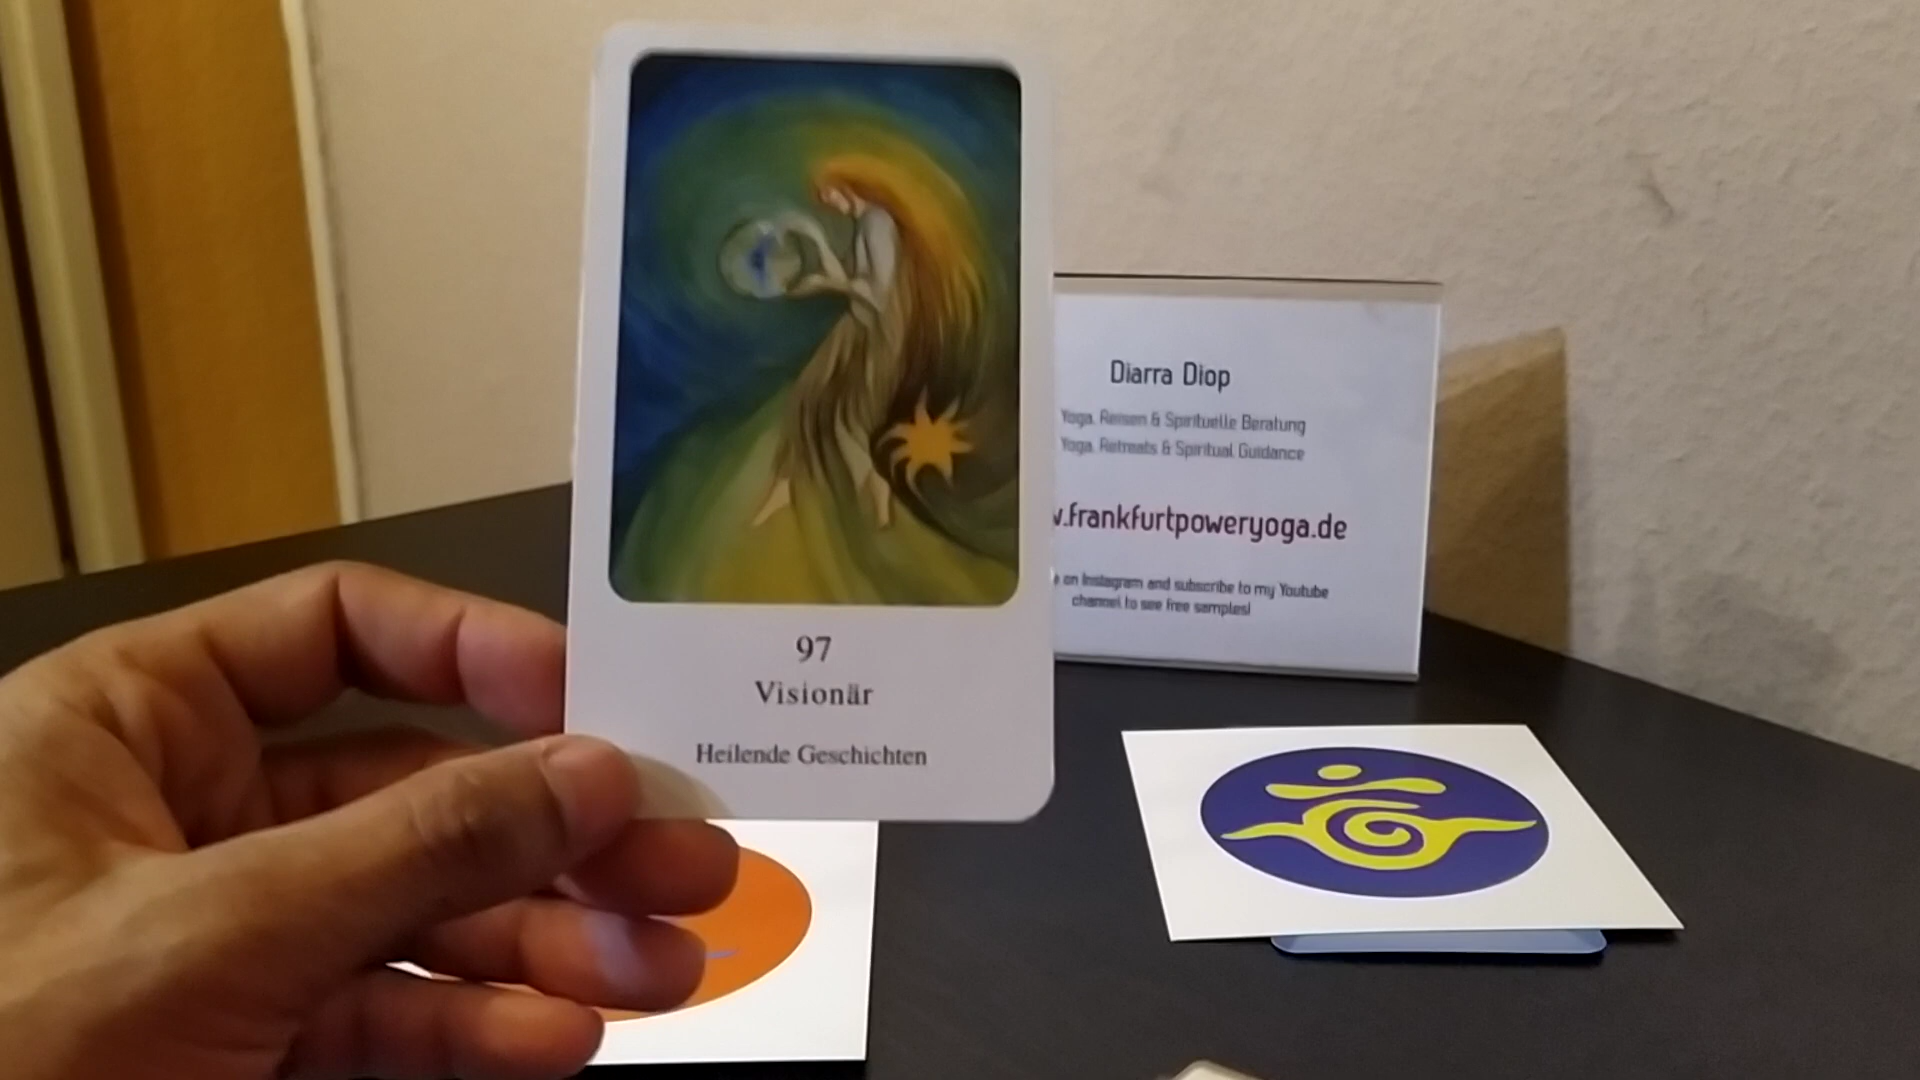 97
Visionär
Heilende Geschichten
Diarra Diop
Yoga, Reisen & Spirituelle Beratung
Yoga, Retreats & Spiritual Guidance
.frankfurtpoweryoga.de
on Instagram and subscribe to my Youtube
channel to see free samples!